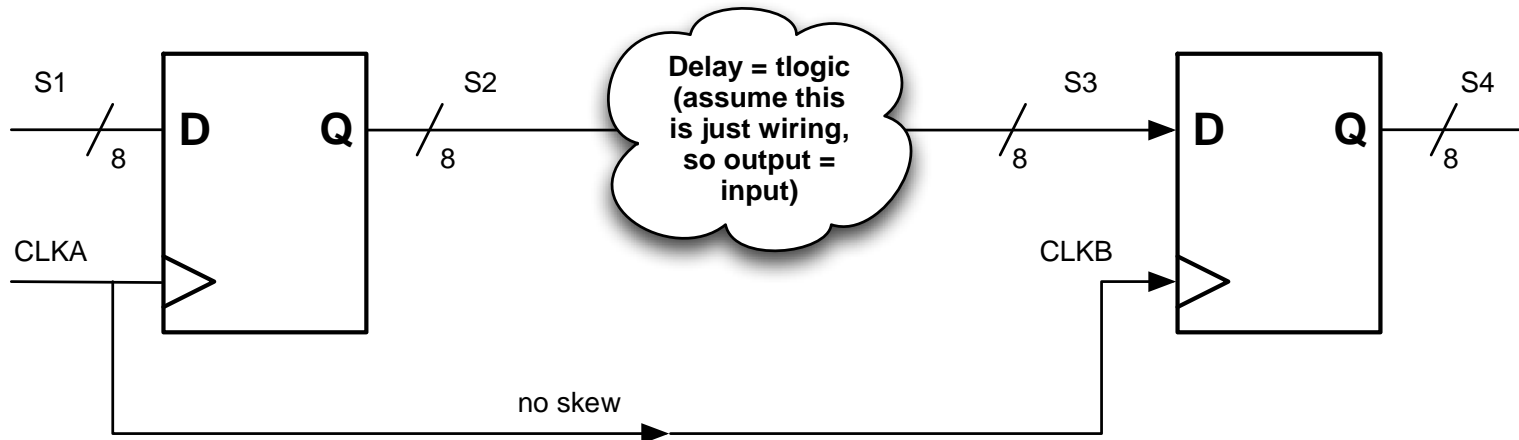 S1
8
D
Q
S2
8
Delay = tlogic
(assume this
is just wiring,
so output =
input)
S3
8
D
Q
S4
8
CLKA
CLKB
no skew